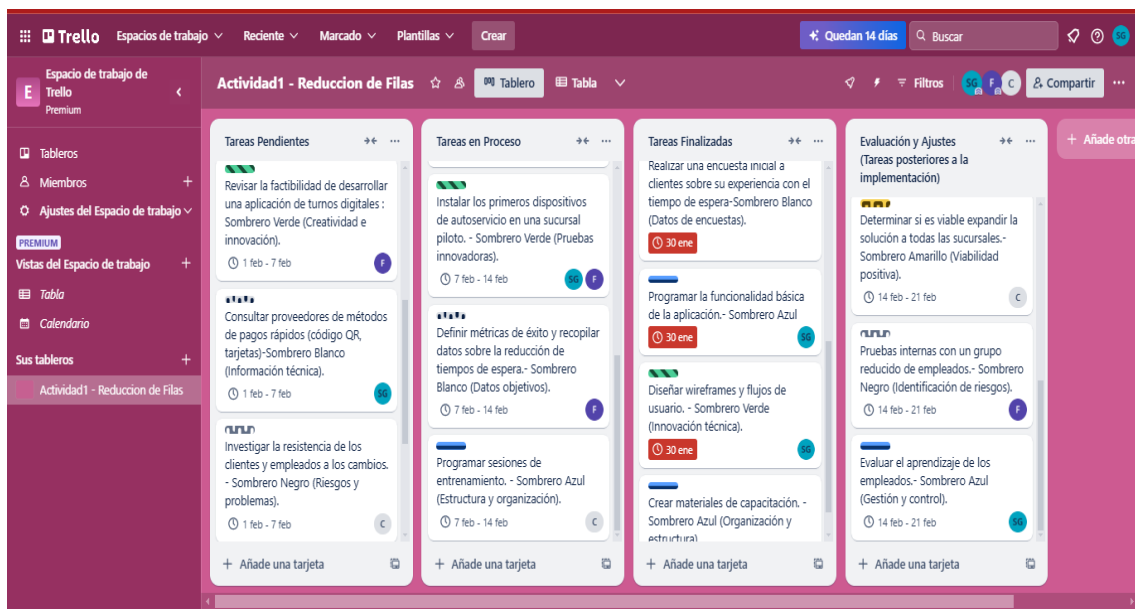 Trello
Espacios de trabajo
Reciente
Marcado
Plantillas
Crear
Quedan 14 días
Buscar
SG
E
Espacio de trabajo de
Trello
Premium
Tableros
Miembros
Ajustes del Espacio de trabajo
PREMIUM
Vistas del Espacio de trabajo
Tabla
Calendario
Sus tableros
Actividad1 - Reduccion de Filas
Actividad1 - Reduccion de Filas
Tablero
Tabla
Filtros
SG
F
C
Compartir
Tareas Pendientes
Revisar la factibilidad de desarrollar
una aplicación de turnos digitales :
Sombrero Verde (Creatividad e
innovación).
1 feb - 7 feb
F
Consultar proveedores de métodos
de pagos rápidos (código QR,
tarjetas)-Sombrero Blanco
(Información técnica).
1 feb - 7 feb
SG
Investigar la resistencia de los
clientes y empleados a los cambios.
- Sombrero Negro (Riesgos y
problemas).
1 feb - 7 feb
C
+ Añade una tarjeta
Tareas en Proceso
Instalar los primeros dispositivos
de autoservicio en una sucursal
piloto. - Sombrero Verde (Pruebas
innovadoras).
7 feb - 14 feb
SG
F
Definir métricas de éxito y recopilar
datos sobre la reducción de
tiempos de espera.- Sombrero
Blanco (Datos objetivos).
7 feb - 14 feb
F
Programar sesiones de
entrenamiento. - Sombrero Azul
(Estructura y organización).
7 feb - 14 feb
C
+ Añade una tarjeta
Tareas Finalizadas
Realizar una encuesta inicial a
clientes sobre su experiencia con el
tiempo de espera-Sombrero Blanco
(Datos de encuestas).
30 ene
Programar la funcionalidad básica
de la aplicación.- Sombrero Azul
30 ene
SG
Diseñar wireframes y flujos de
usuario. - Sombrero Verde
(Innovación técnica).
30 ene
SG
Crear materiales de capacitación. -
Sombrero Azul (Organización y
estructura)
+ Añade una tarjeta
Evaluación y Ajustes
(Tareas posteriores a la
implementación)
Determinar si es viable expandir la
solución a todas las sucursales.-
Sombrero Amarillo (Viabilidad
positiva).
14 feb - 21 feb
C
Pruebas internas con un grupo
reducido de empleados.- Sombrero
Negro (Identificación de riesgos).
14 feb - 21 feb
F
Evaluar el aprendizaje de los
empleados.- Sombrero Azul
(Gestión y control).
14 feb - 21 feb
SG
+ Añade una tarjeta
+ Añade otra